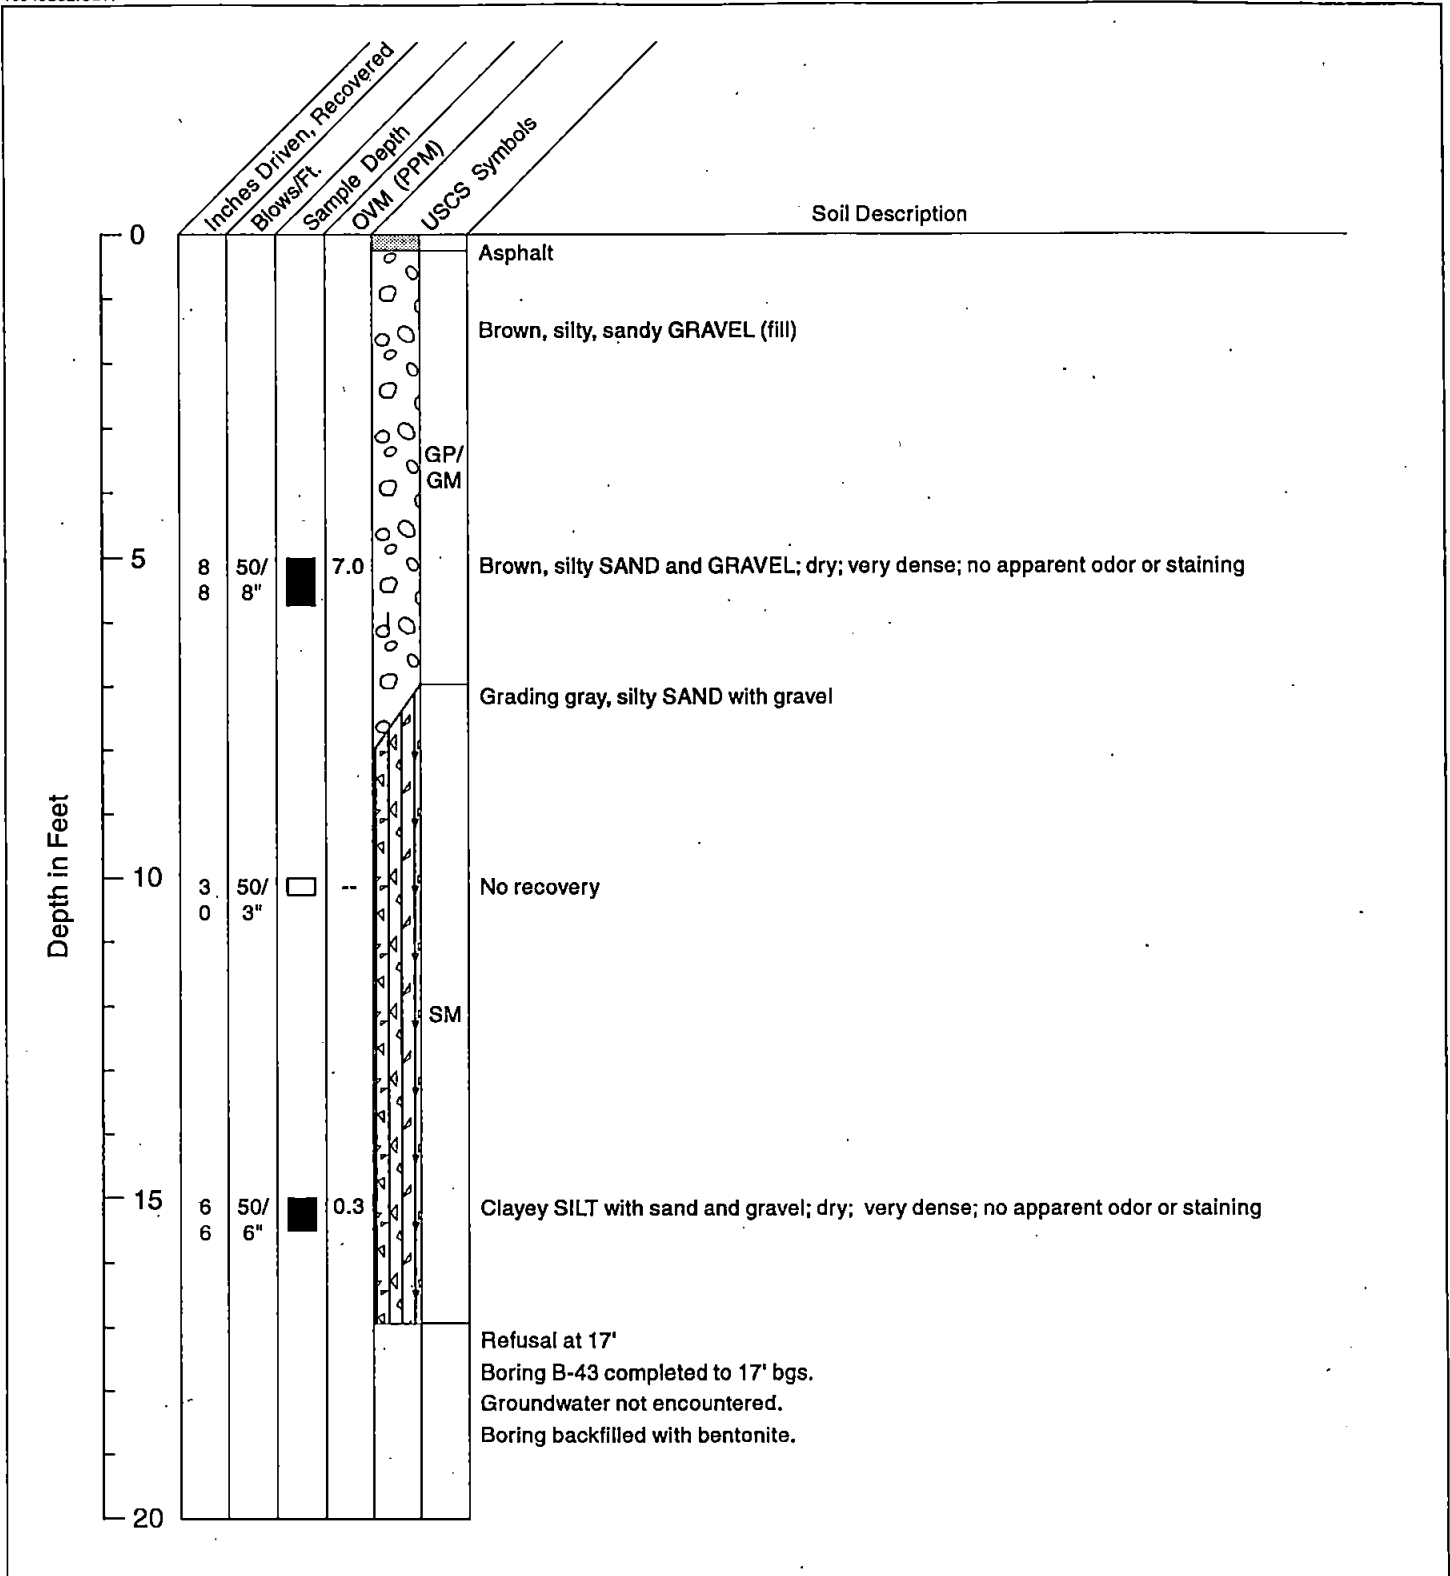 Inches Driven, Recovered
Blows/Ft.
Sample Depth
OVM (PPM)
USCS Symbols
Soil Description
0
Asphalt
Brown, silty, sandy GRAVEL (fill)
GP/
GM
5
8 50/ 7.0 Brown, silty SAND and GRAVEL; dry; very dense; no apparent odor or staining
8 8"
Grading gray, silty SAND with gravel
Depth in Feet
10
3 50/ -- No recovery
0 3"
SM
15
6 50/ 0.3 Clayey SILT with sand and gravel; dry; very dense; no apparent odor or staining
6 6"
Refusal at 17'
Boring B-43 completed to 17' bgs.
Groundwater not encountered.
Boring backfilled with bentonite.
20